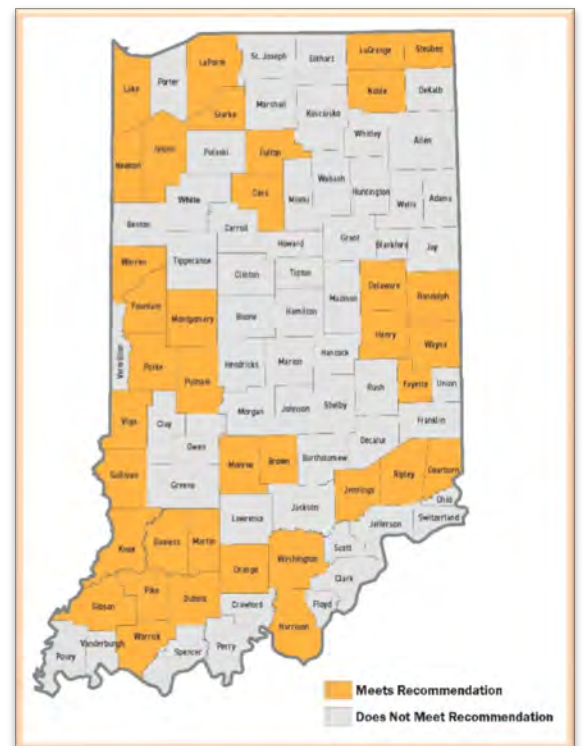 LaPorte
St. Joseph
Elkhart
LaGrange
Steuben
Lake
Porter
Noble
DeKalb
Marshall
Starke
Kosciusko
Whitley
Allen
Jasper
Newton
Pulaski
Fulton
Wabash
Huntington
Wells
Adams
White
Cass
Miami
Benton
Carroll
Howard
Grant
Blackford
Jay
Warren
Tippecanoe
Clinton
Tipton
Delaware
Randolph
Madison
Fountain
Montgomery
Boone
Hamilton
Henry
Wayne
Vermillion
Parke
Putnam
Hendricks
Marion
Hancock
Rush
Fayette
Union
Vigo
Clay
Morgan
Johnson
Shelby
Franklin
Owen
Decatur
Sullivan
Greene
Monroe
Brown
Bartholomew
Jennings
Ripley
Dearborn
Ohio
Jackson
Lawrence
Jefferson
Switzerland
Knox
Daviess
Martin
Orange
Washington
Scott
Clark
Gibson
Pike
Dubois
Crawford
Floyd
Harrison
Posey
Vanderburgh
Warrick
Spencer
Perry
Meets Recommendation
Does Not Meet Recommendation